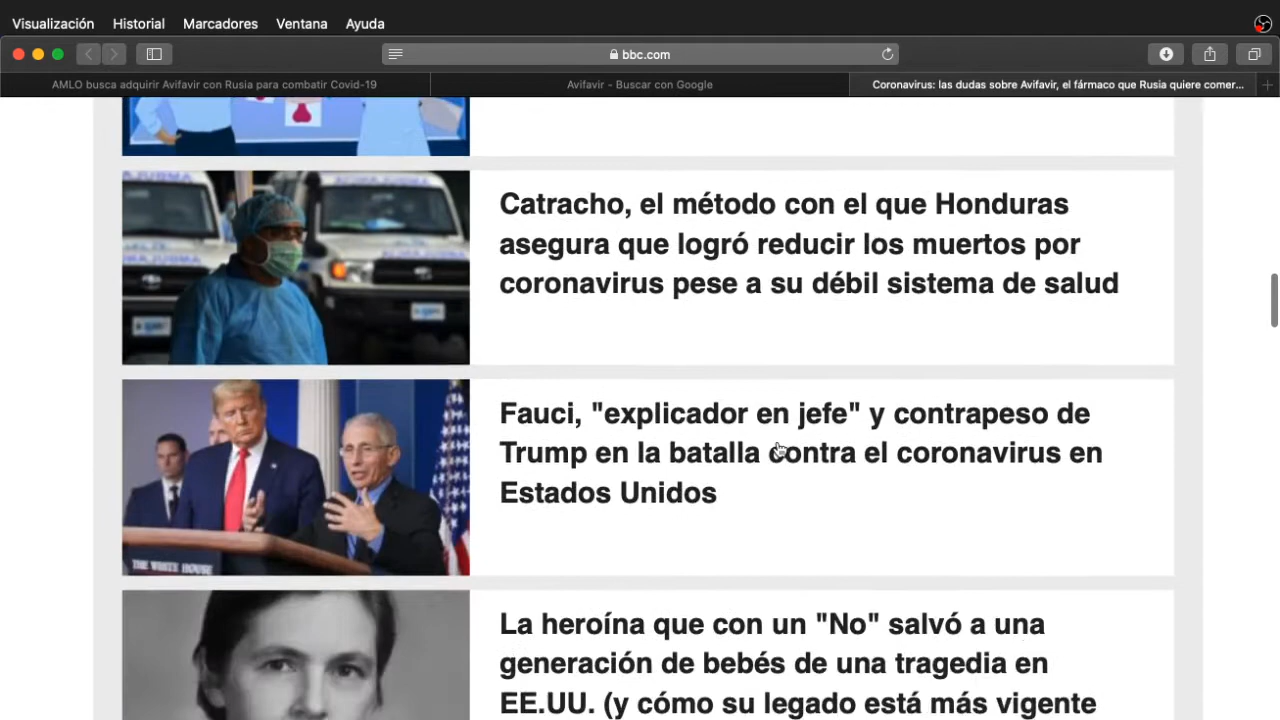 Visualización Historial Marcadores Ventana Ayuda
bbc.com
AMLO busca adquirir Avifavir con Rusia para combatir Covid-19
Avifavir - Buscar con Google
Coronavirus: las dudas sobre Avifavir, el fármaco que Rusia quiere comer...
Catracho, el método con el que Honduras
asegura que logró reducir los muertos por
coronavirus pese a su débil sistema de salud
Fauci, "explicador en jefe" y contrapeso de
Trump en la batalla contra el coronavirus en
Estados Unidos
THE WHITE HOUSE
La heroína que con un "No" salvó a una
generación de bebés de una tragedia en
EE.UU. (y cómo su legado está más vigente